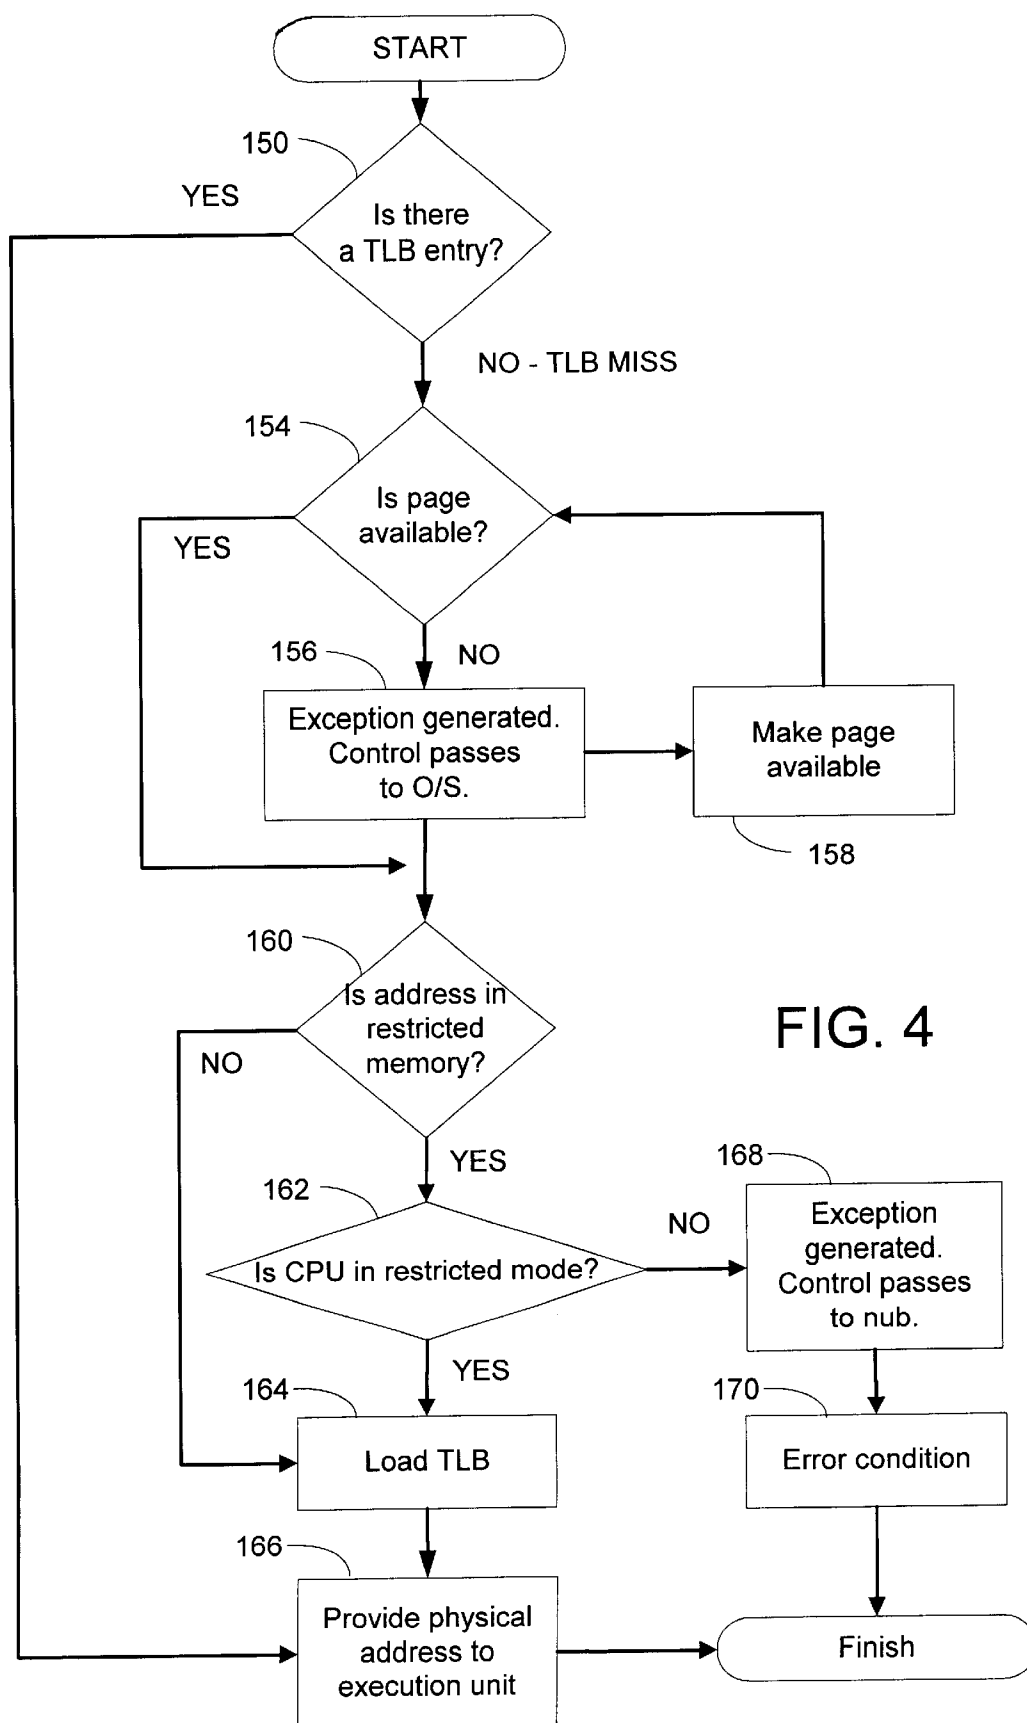 START
150
YES
Is there
a TLB entry?
NO - TLB MISS
154
Is page
available?
YES
156
NO
Exception generated.
Control passes
to O/S.
Make page
available
158
160
Is address in
restricted
memory?
FIG. 4
NO
YES
162
Is CPU in restricted mode?
NO
168
Exception
generated.
Control passes
to nub.
YES
164
Load TLB
170
Error condition
166
Provide physical
address to
execution unit
Finish